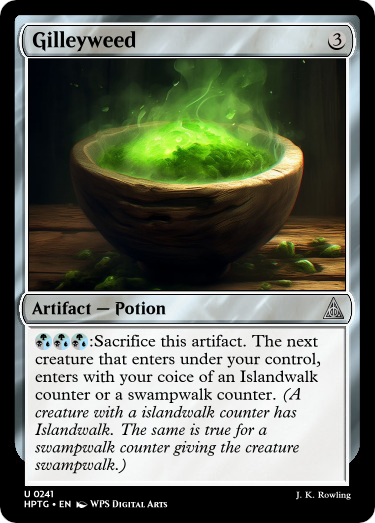 Gilleyweed 3
Artifact — Potion
:Sacrifice this artifact. The next
creature that enters under your control,
enters with your coice of an Islandwalk
counter or a swampwalk counter. (A
creature with a islandwalk counter has
Islandwalk. The same is true for a
swampwalk counter giving the creature
swampwalk.)
U 0241 J. K. Rowling
HPTG • EN WPS Digital Arts